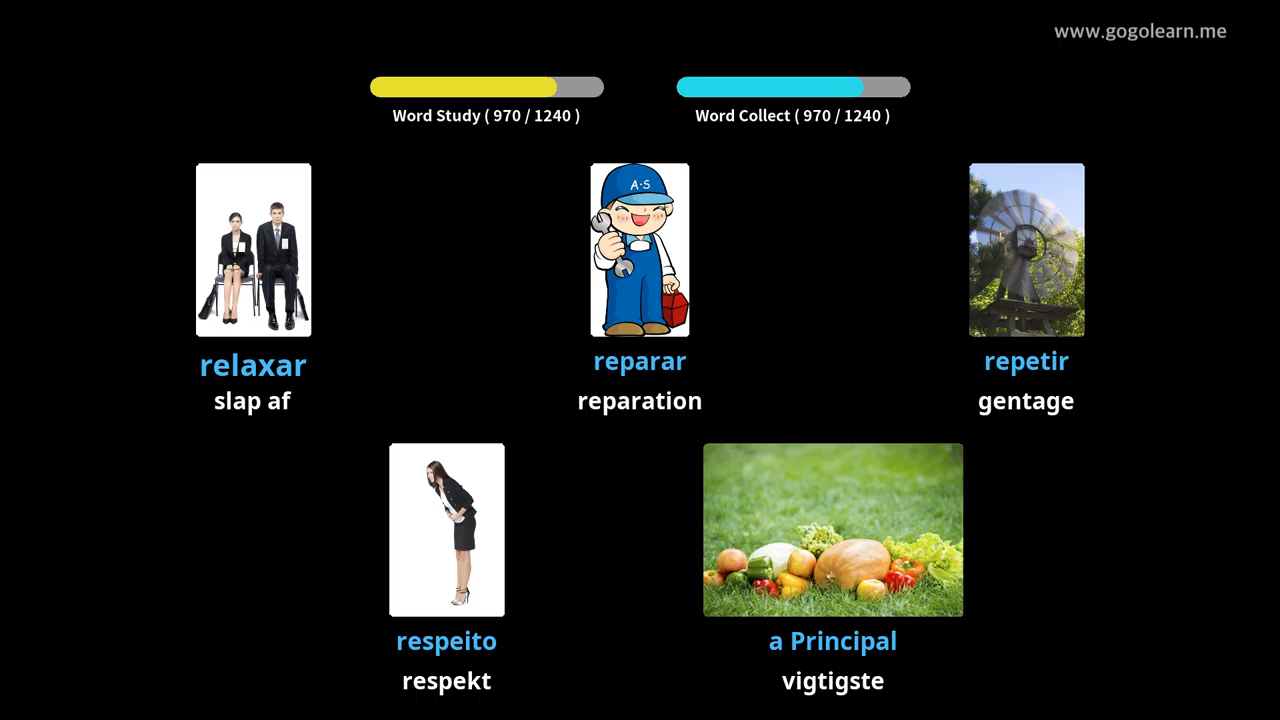 www.gogolearn.me
Word Study ( 970 / 1240 )
Word Collect ( 970 / 1240 )
A·S
relaxar
slap af
reparar
reparation
repetir
gentage
respeito
respekt
a Principal
vigtigste